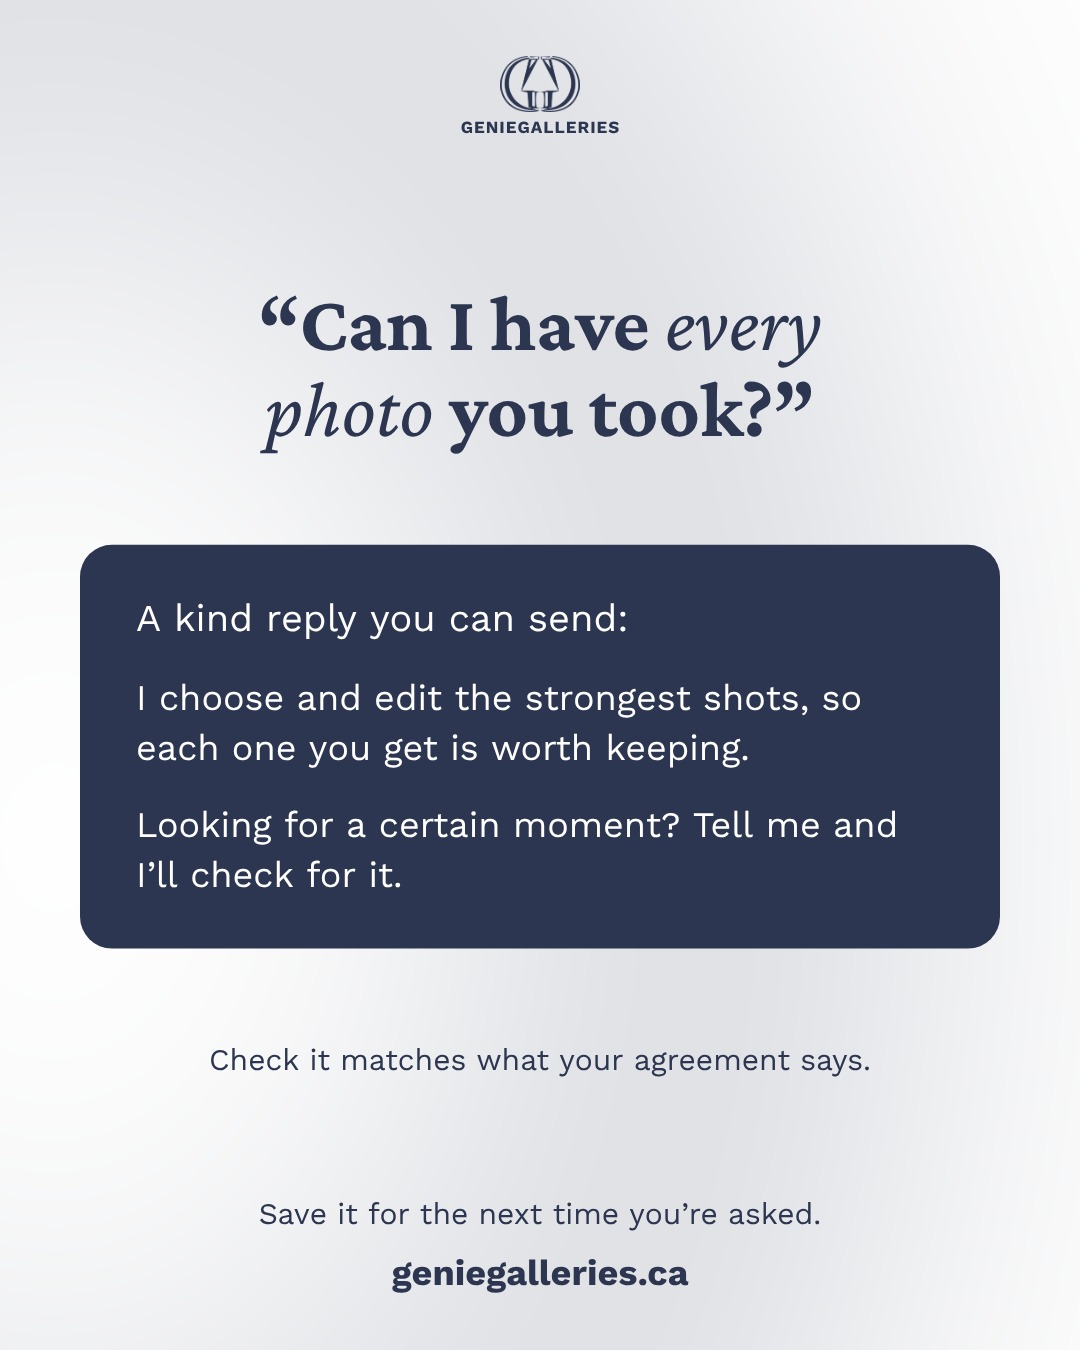 GENIEGALLERIES
“Can I have every
photo you took?”
A kind reply you can send:
I choose and edit the strongest shots, so
each one you get is worth keeping.
Looking for a certain moment? Tell me and
I’ll check for it.
Check it matches what your agreement says.
Save it for the next time you’re asked.
geniegalleries.ca